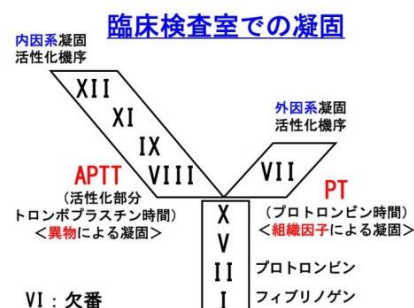 臨床検査室での凝固
内因系凝固
活性化機序
XII
XI
IX
VIII
外因系凝固
活性化機序
VII
APTT
(活性化部分
トロンボプラスチン時間)
<異物による凝固>
PT
(プロトロンビン時間)
<組織因子による凝固>
X
V
II
プロトロンビン
I
フィブリノゲン
VI:欠番